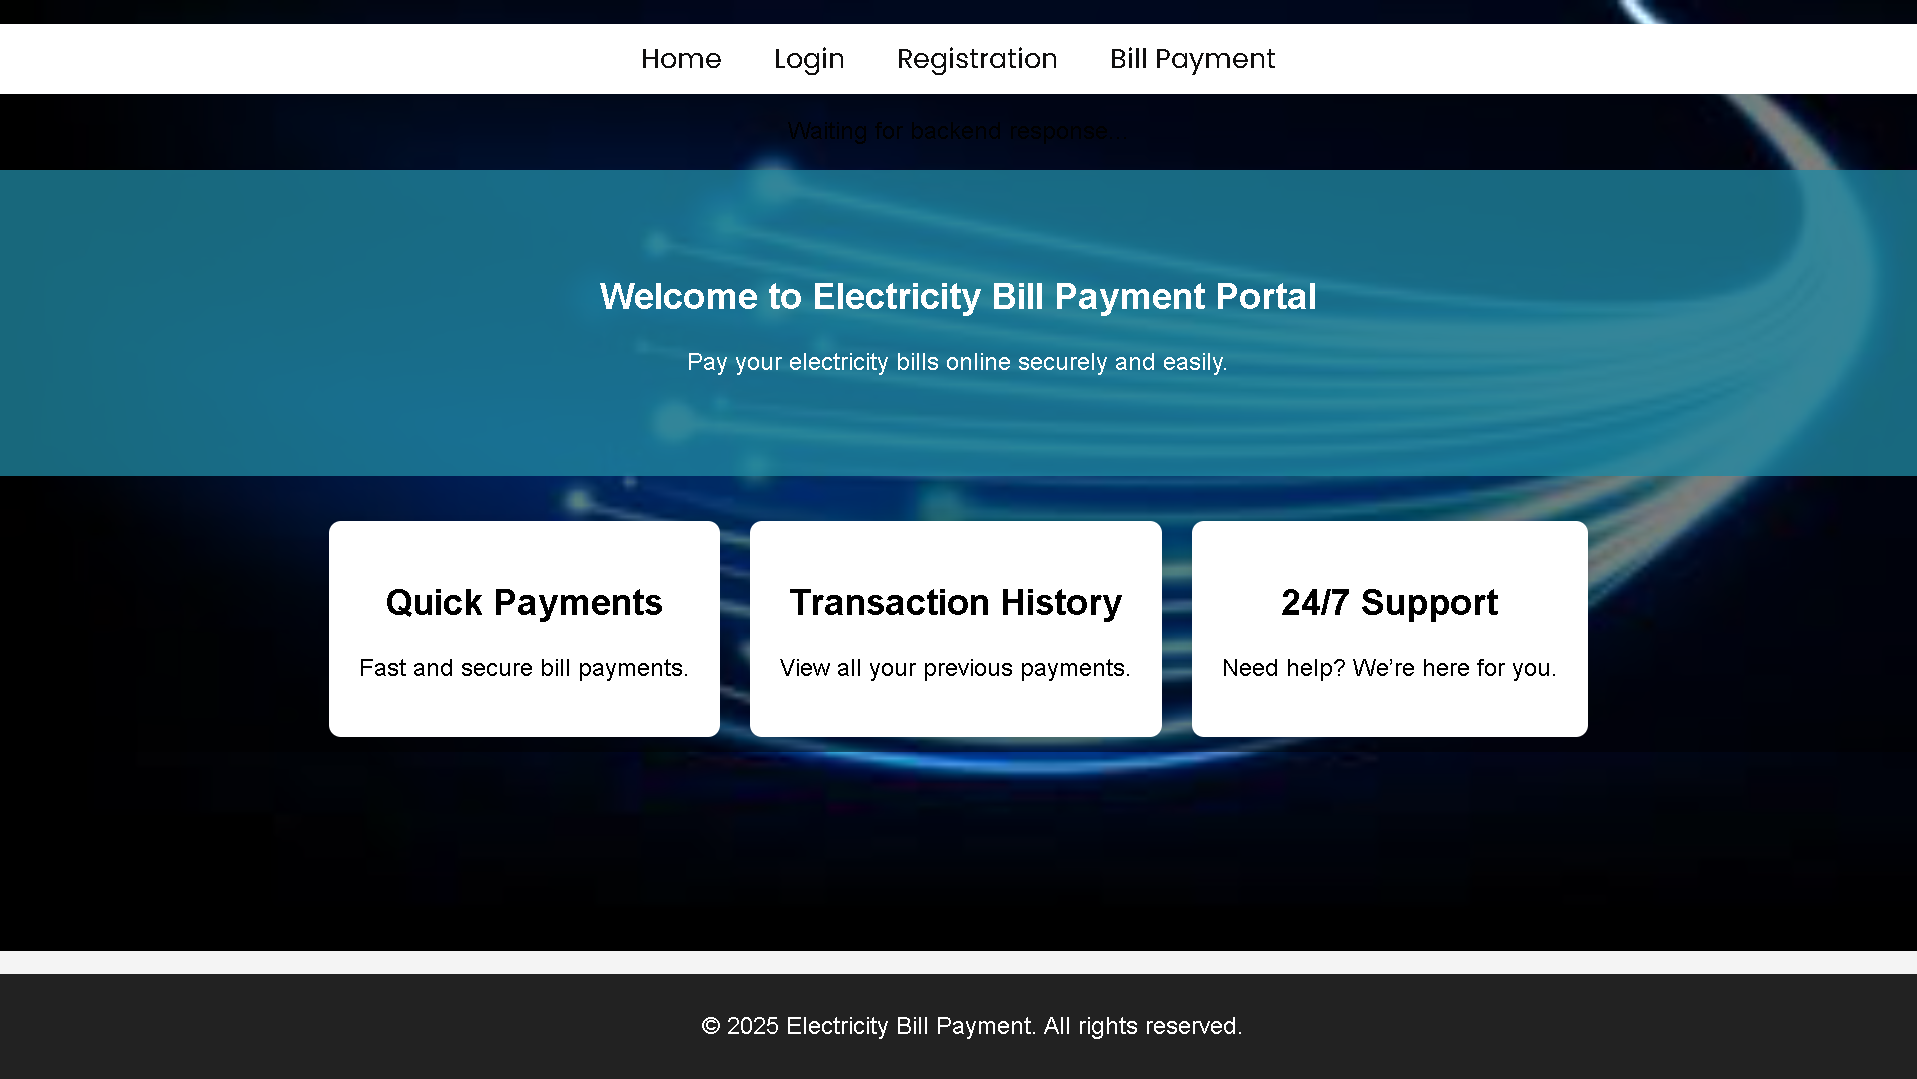 Home Login Registration Bill Payment
Waiting for backend response.
Welcome to Electricity Bill Payment Portal
Pay your electricity bills online securely and easily.
Quick Payments
Fast and secure bill payments.
Transaction History
View all your previous payments.
24/7 Support
Need help? We’re here for you.
© 2025 Electricity Bill Payment. All rights reserved.